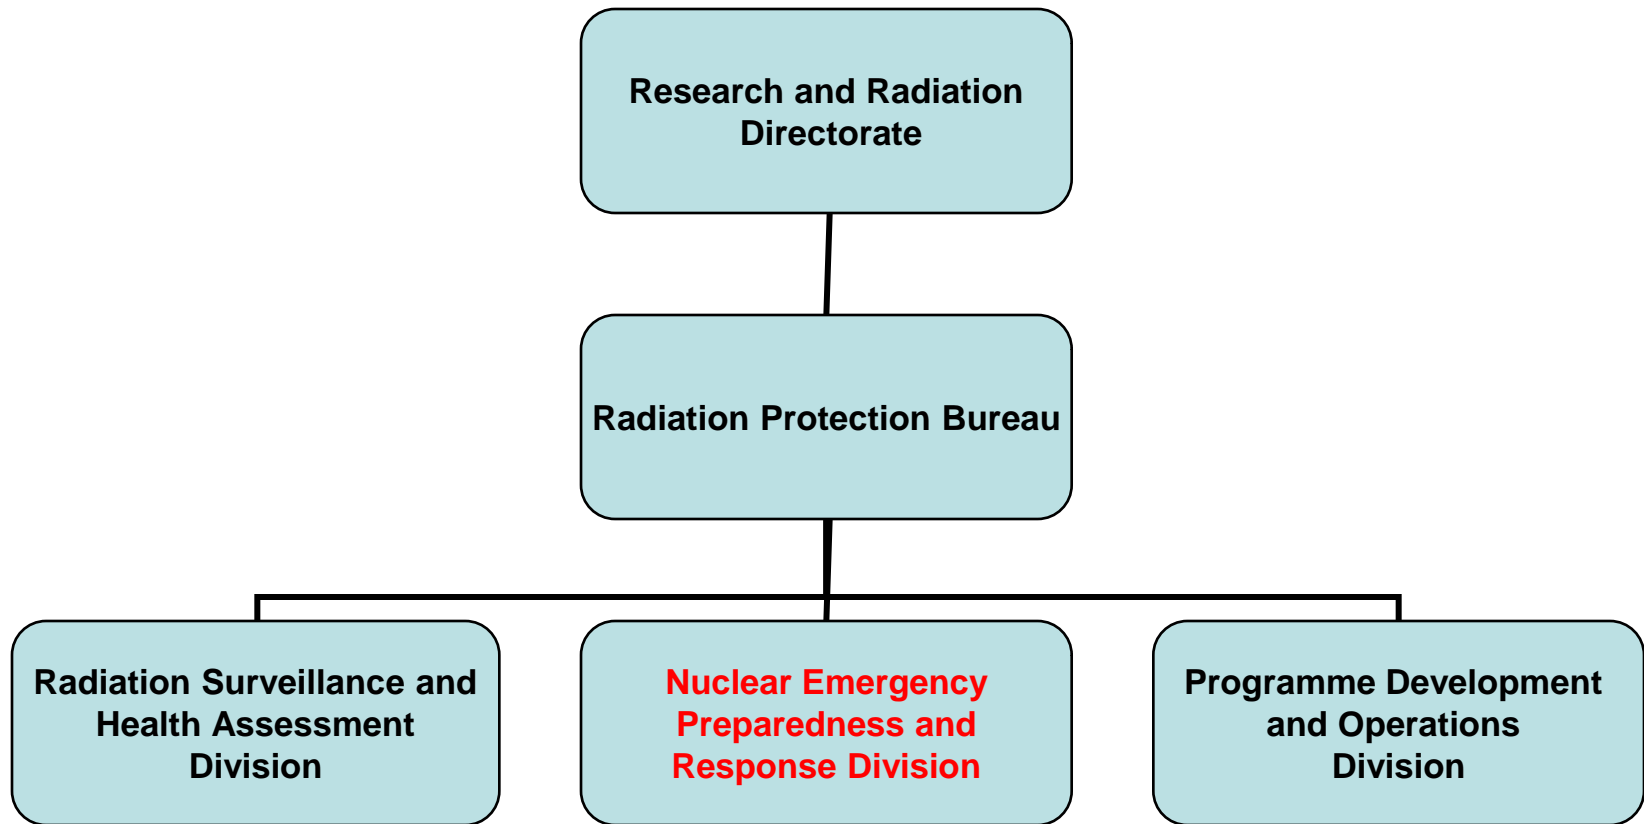 Research and Radiation
Directorate
Radiation Protection Bureau
Radiation Surveillance and
Health Assessment
Division
Nuclear Emergency
Preparedness and
Response Division
Programme Development
and Operations
Division